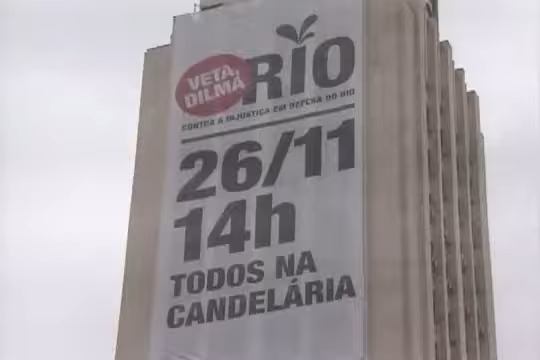 VETA,
DILMA
RIO
CONTRA A INJUSTIÇA EM DEFESA DO RIO
26/11
14h
TODOS NA
CANDELÁRIA